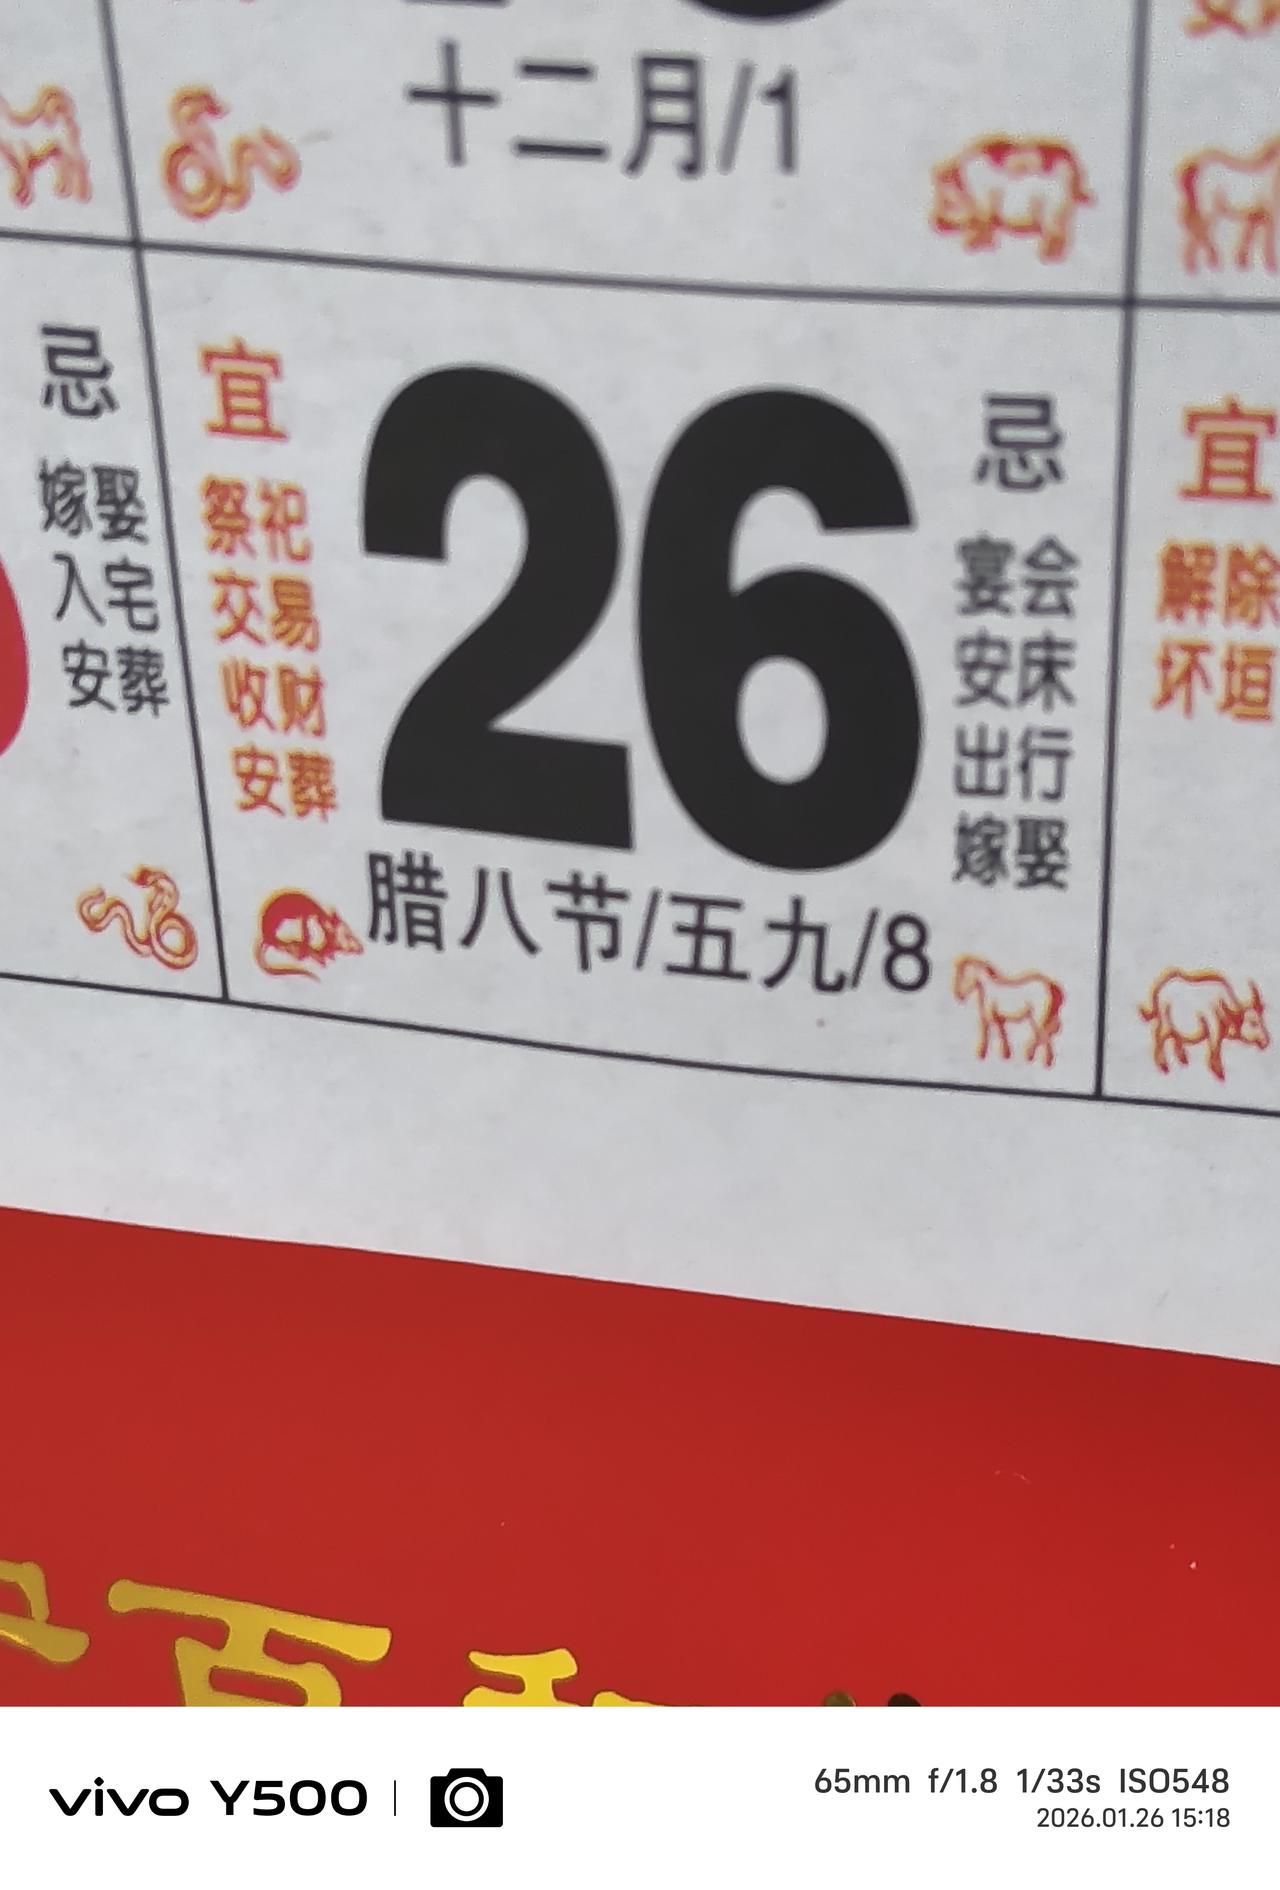 十二月/1
忌
嫁娶
入宅
安葬
宜
祭祀
交易
收财
安葬
26
忌
宴会
安床
出行
嫁娶
腊八节/五九/8
宜
解除
坏垣
百
vivo Y500
65mm f/1.8 1/33s ISO548
2026.01.26 15:18